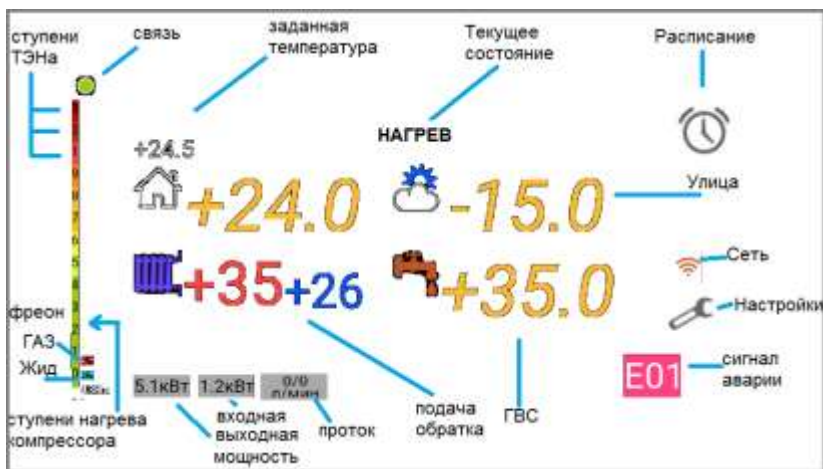 ступени
ТЭНа
связь
заданная
температура
Текущее
состояние
Расписание
НАГРЕВ
+24.5
+24.0
-15.0
Улица
+35+26
+35.0
Сеть
Настройки
фреон
ГАЗ
Жид
5.1кВт
1.2кВт
0/0
л/мин
E01
сигнал
аварии
ступени нагрева
компрессора
входная
выходная
мощность
проток
подача
обратка
ГВС